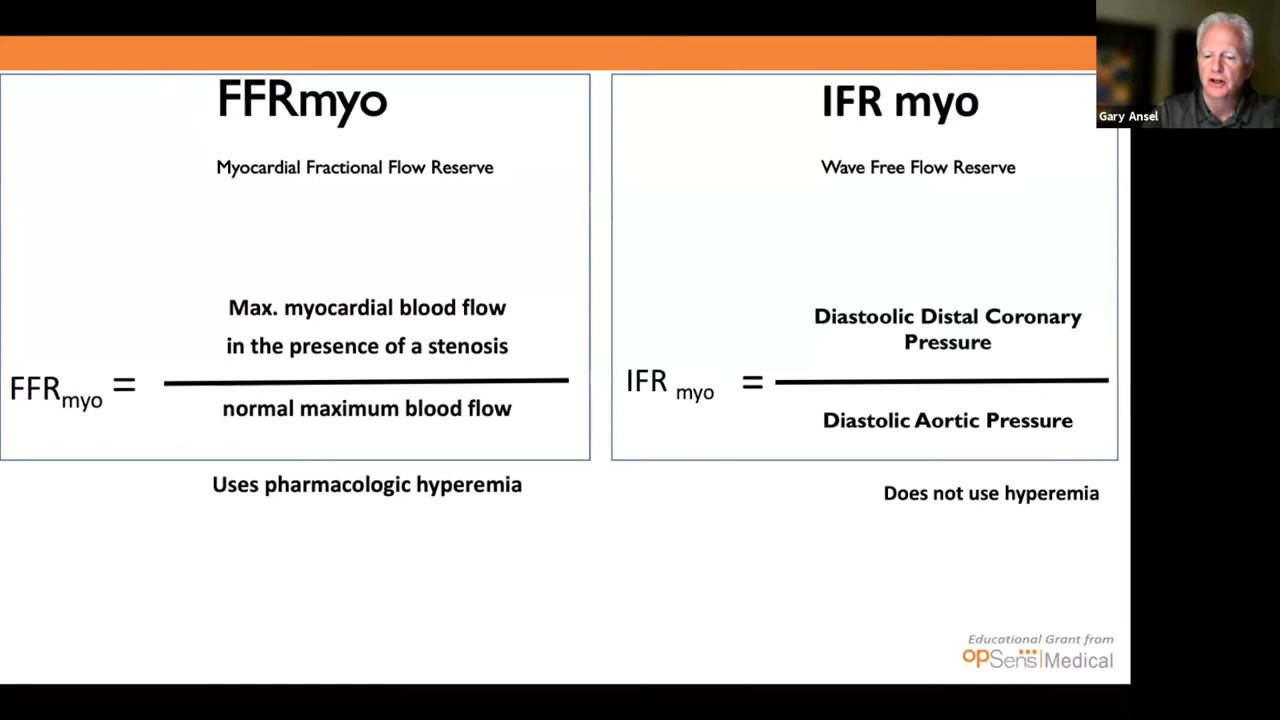 FFRmyo
Myocardial Fractional Flow Reserve
Max. myocardial blood flow
in the presence of a stenosis
FFRmyo =
normal maximum blood flow
Uses pharmacologic hyperemia
IFR myo
Wave Free Flow Reserve
Diastoolic Distal Coronary
Pressure
IFR myo =
Diastolic Aortic Pressure
Does not use hyperemia
Gary Ansel
Educational Grant from
opSens|Medical